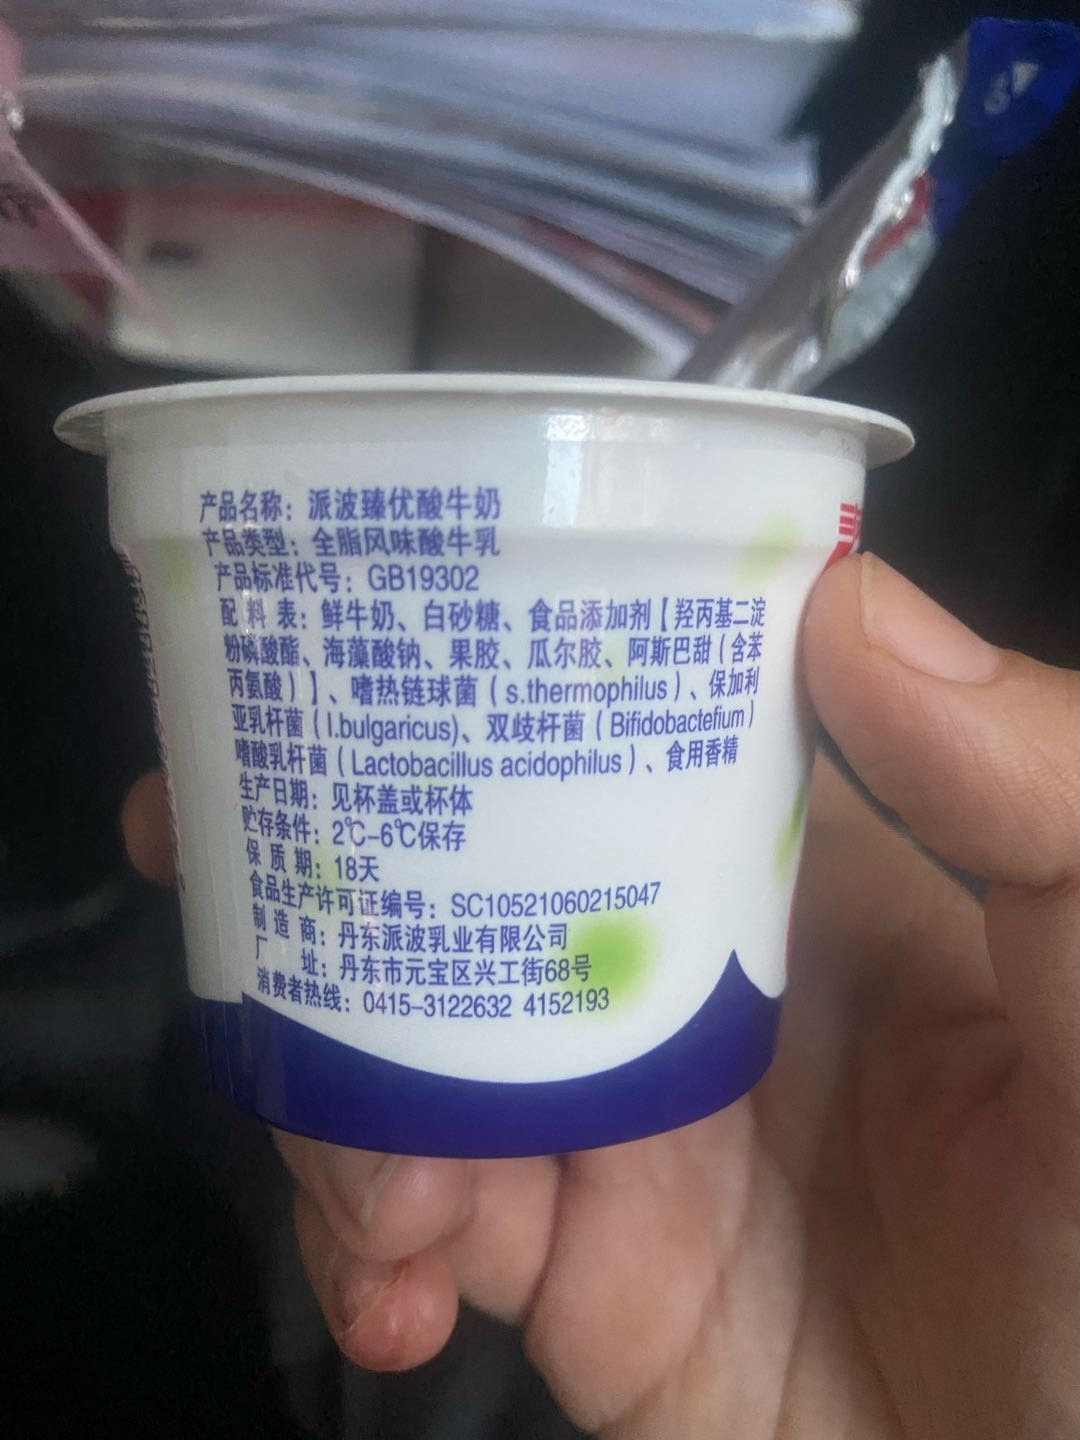 产品名称：派波臻优酸牛奶
产品类型：全脂风味酸牛乳
产品标准代号：GB19302
配 料 表：鲜牛奶、白砂糖、食品添加剂【羟丙基二淀
粉磷酸酯、海藻酸钠、果胶、瓜尔胶、阿斯巴甜（含苯
丙氨酸）】、嗜热链球菌（s.thermophilus）、保加利
亚乳杆菌（l.bulgaricus)、双歧杆菌（Bifidobactefium）
嗜酸乳杆菌（Lactobacillus acidophilus）、食用香精
生产日期：见杯盖或杯体
贮存条件：2℃-6℃保存
保 质 期：18天
食品生产许可证编号：SC10521060215047
制 造 商：丹东派波乳业有限公司
厂 址：丹东市元宝区兴工街68号
消费者热线：0415-3122632 4152193